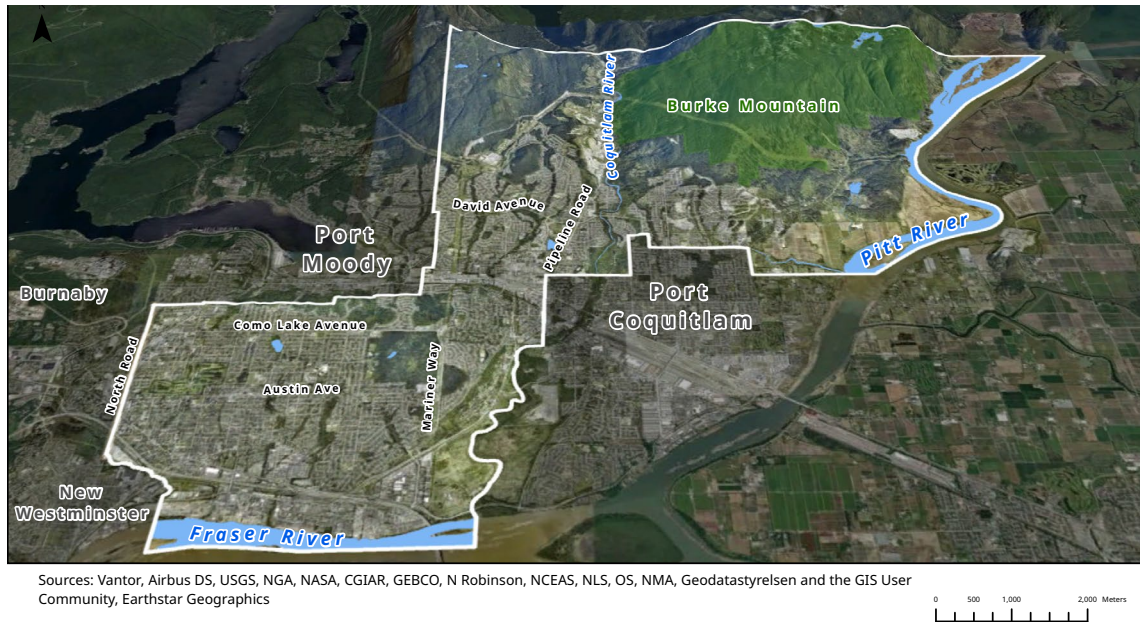 Coquitlam River
Burke Mountain
David Avenue
Pipeline Road
Port
Moody
Pitt River
Burnaby
Port
Coquitlam
Como Lake Avenue
North Road
Mariner Way
Austin Ave
New
Westminster
Fraser River
Sources: Vantor, Airbus DS, USGS, NGA, NASA, CGIAR, GEBCO, N Robinson, NCEAS, NLS, OS, NMA, Geodatastyrelsen and the GIS User
Community, Earthstar Geographics
0 500 1,000 2,000 Meters